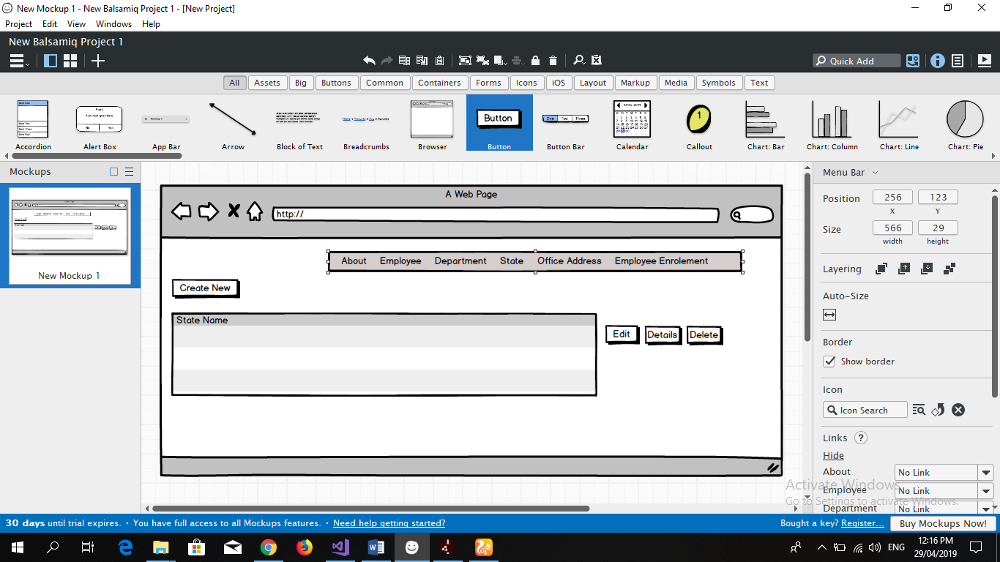 New Mockup 1 - New Balsamiq Project 1 - [New Project]
Project Edit View Windows Help
New Balsamiq Project 1
Quick Add
All Assets Big Buttons Common Containers Forms Icons iOS Layout Markup Media Symbols Text
Button
1
Accordion Alert Box App Bar Arrow Block of Text Breadcrumbs Browser Button Button Bar Calendar Callout Chart: Bar Chart: Column Chart: Line Chart: Pie
Mockups
New Mockup 1
A Web Page
http://
About Employee Department State Office Address Employee Enrolement
Create New
State Name
Edit Details Delete
Menu Bar
Position 256 123
X Y
Size 566 29
width height
Layering
Auto-Size
Border
Show border
Icon
Icon Search
Links ?
Hide
About No Link
Employee No Link
Department No Link
Activate Windows
Go to Settings to activate Windows.
30 days until trial expires. · You have full access to all Mockups features. · Need help getting started?
Bought a key? Register... Buy Mockups Now!
ENG
12:16 PM
29/04/2019